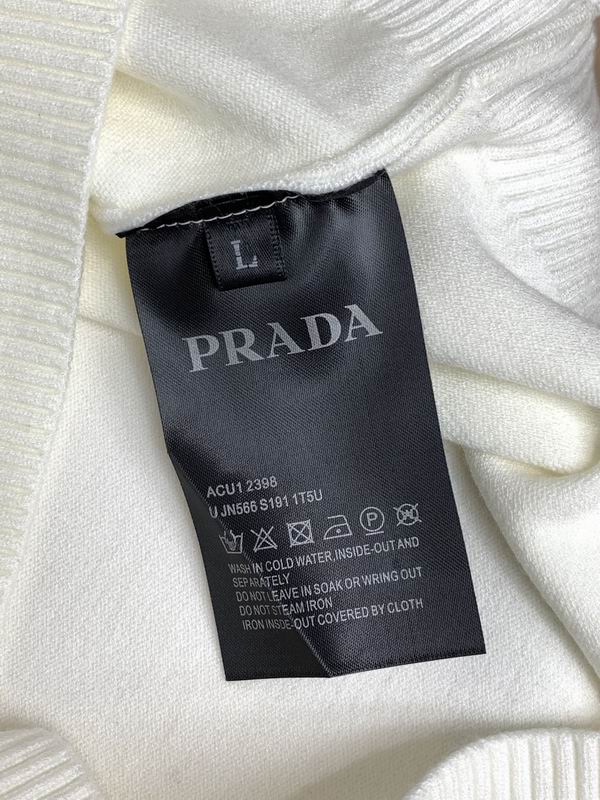 L
PRADA
ACU1 2398
U JN566 S191 1T5U
P
WASH IN COLD WATER,INSIDE-OUT AND
SEPARATELY
DO NOT LEAVE IN SOAK OR WRING OUT
DO NOT STEAM IRON
IRON INSIDE-OUT COVERED BY CLOTH